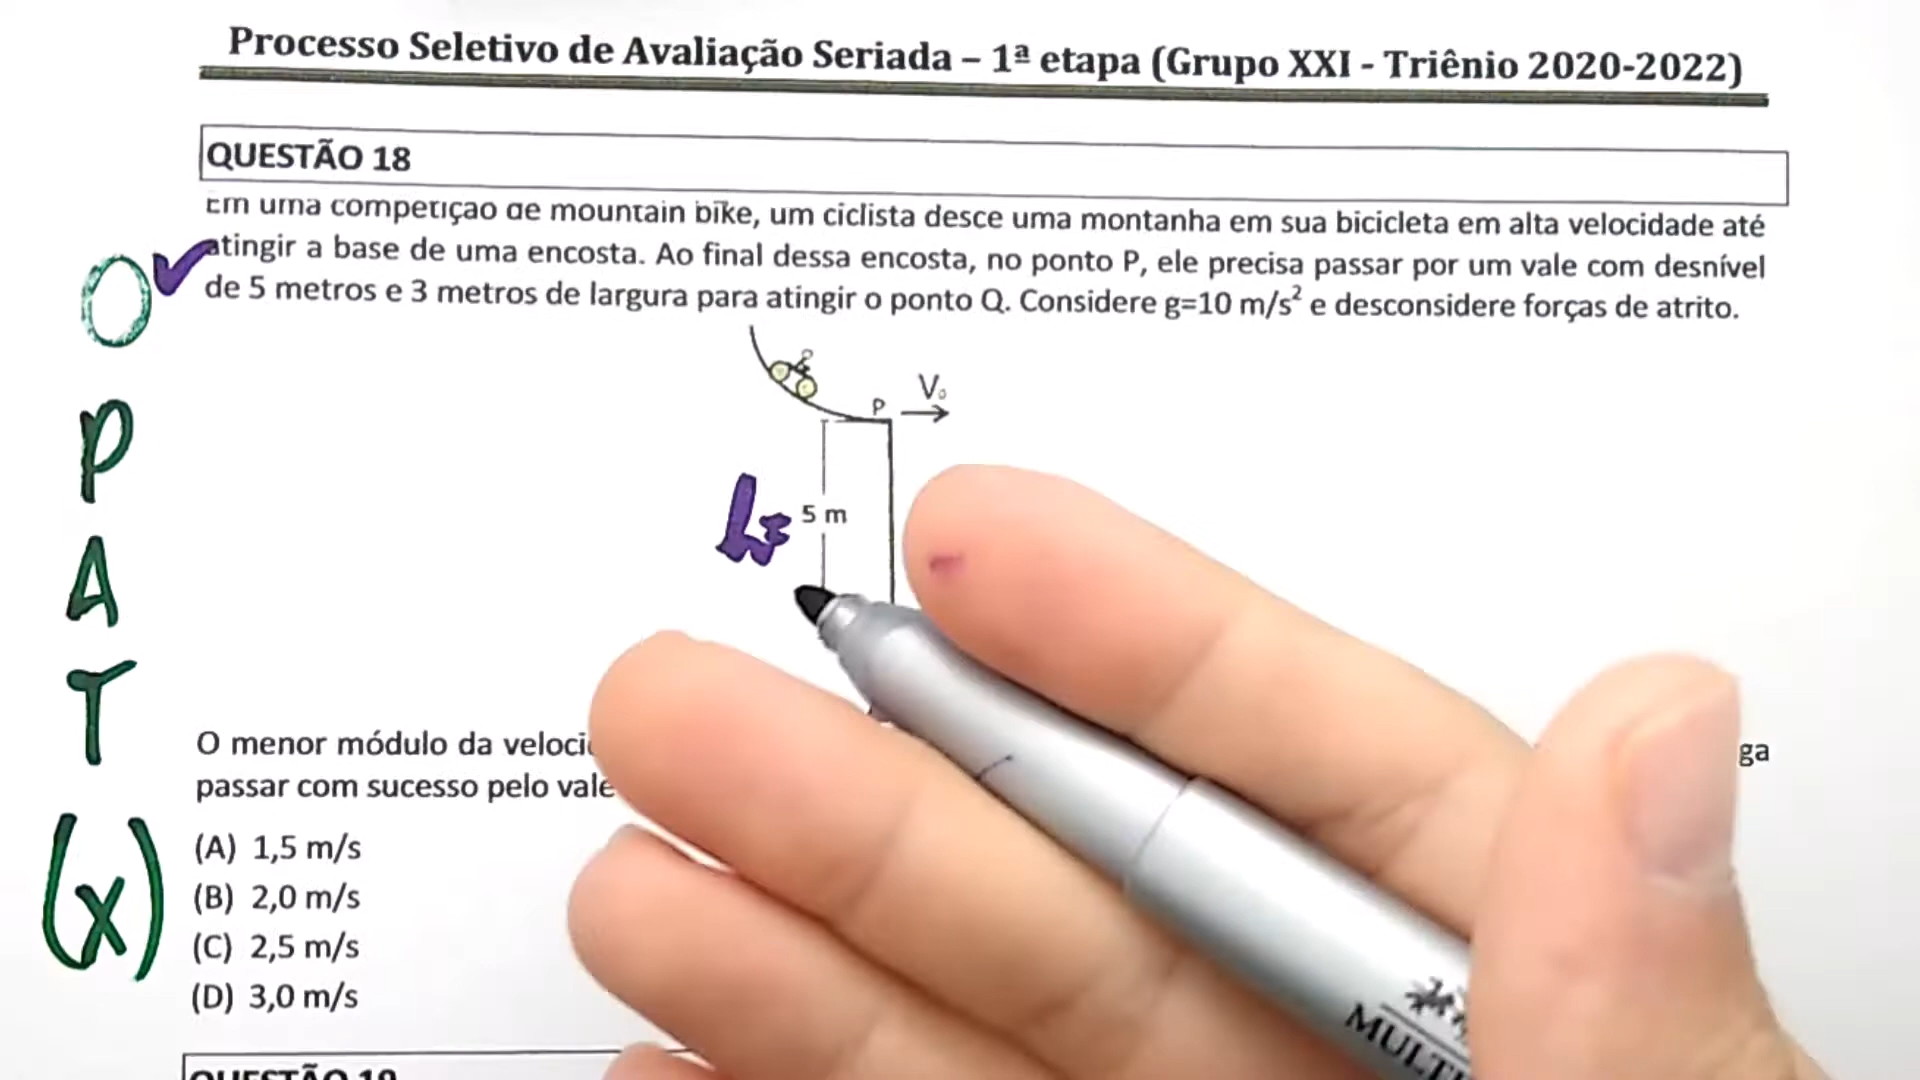 Processo Seletivo de Avaliação Seriada – 1ª etapa (Grupo XXI - Triênio 2020-2022)
QUESTÃO 18
Em uma competição de mountain bike, um ciclista desce uma montanha em sua bicicleta em alta velocidade até
atingir a base de uma encosta. Ao final dessa encosta, no ponto P, ele precisa passar por um vale com desnível
de 5 metros e 3 metros de largura para atingir o ponto Q. Considere g=10 m/s² e desconsidere forças de atrito.
O
P
A
T
(x)
P
V₀
h=
5 m
O menor módulo da
ga
passar com sucesso pelo vale
(A) 1,5 m/s
(B) 2,0 m/s
(C) 2,5 m/s
(D) 3,0 m/s
QUESTÃO 19